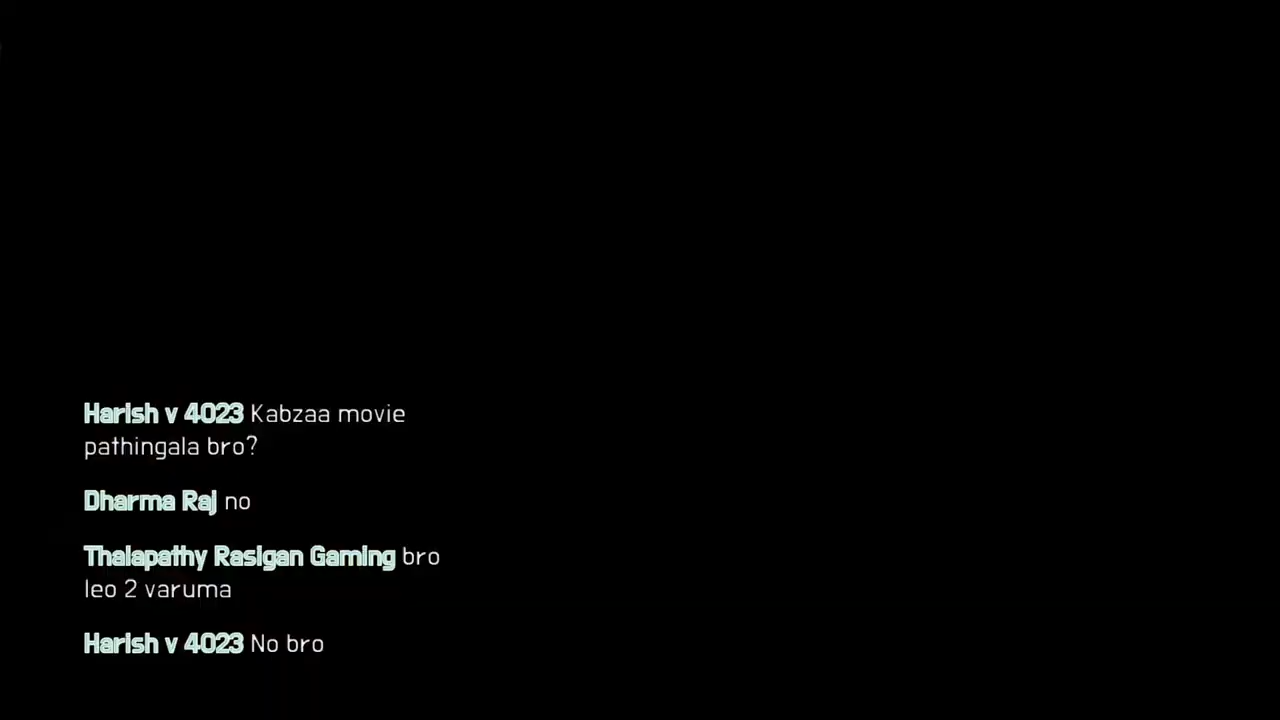 Harish v 4023 Kabzaa movie
pathingala bro?
Dharma Raj no
Thalapathy Rasigan Gaming bro
leo 2 varuma
Harish v 4023 No bro